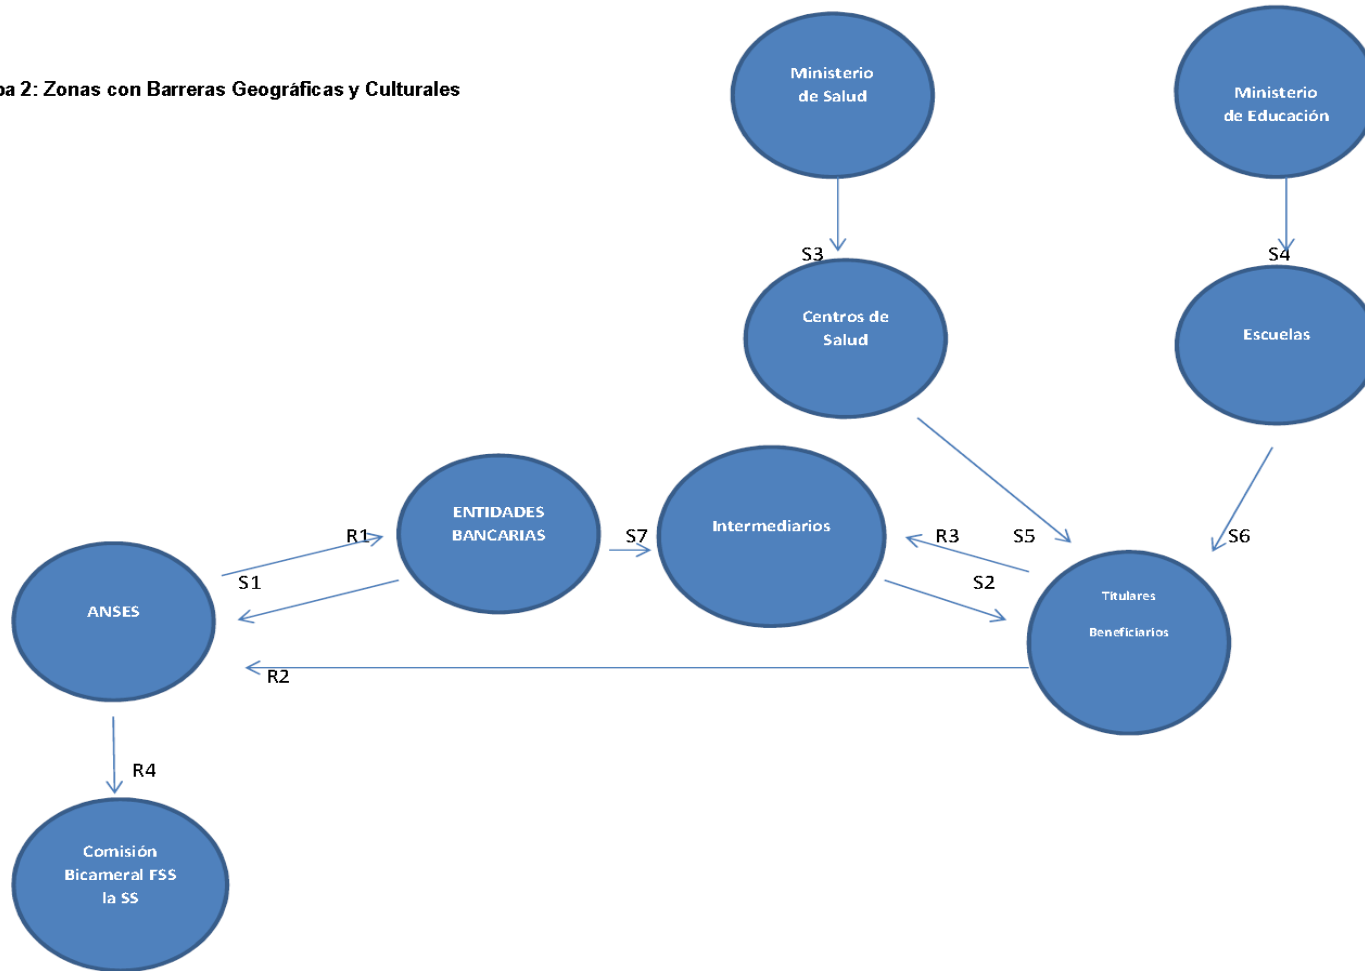 pa 2: Zonas con Barreras Geográficas y Culturales
Ministerio
de Salud
Ministerio
de Educación
S3
S4
Centros de
Salud
Escuelas
ENTIDADES
BANCARIAS
Intermediarios
R1
S7
R3
S5
S6
S1
S2
ANSES
Titulares
Beneficiarios
R2
R4
Comisión
Bicameral FSS
la SS